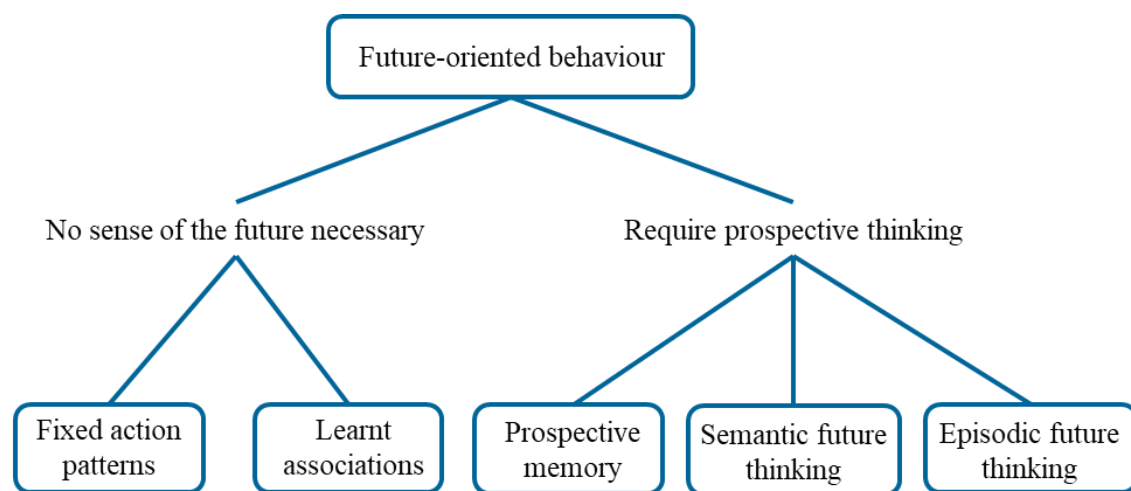 Future-oriented behaviour
No sense of the future necessary
Require prospective thinking
Fixed action
patterns
Learnt
associations
Prospective
memory
Semantic future
thinking
Episodic future
thinking